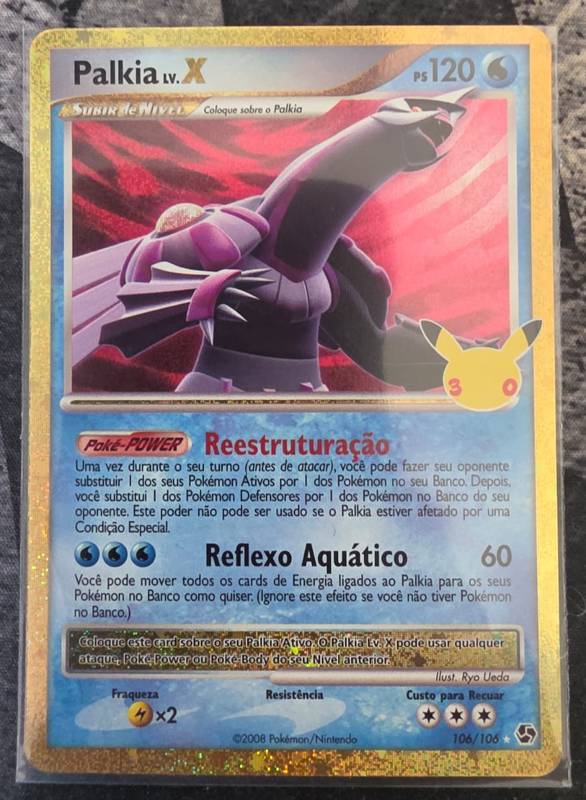 Palkia LV. X
PS 120
SUBIR de NÍVEL Coloque sobre o Palkia
30
Poké-POWER Reestruturação
Uma vez durante o seu turno (antes de atacar), você pode fazer seu oponente
substituir 1 dos seus Pokémon Ativos por 1 dos Pokémon no seu Banco. Depois,
você substitui 1 dos Pokémon Defensores por 1 dos Pokémon no Banco do seu
oponente. Este poder não pode ser usado se o Palkia estiver afetado por uma
Condição Especial.
Reflexo Aquático 60
Você pode mover todos os cards de Energia ligados ao Palkia para os seus
Pokémon no Banco como quiser. (Ignore este efeito se você não tiver Pokémon
no Banco.)
Coloque este card sobre o seu Palkia Ativo. O Palkia Lv. X pode usar qualquer
ataque, Poké-Power ou Poké-Body do seu Nível anterior.
Ilust. Ryo Ueda
Fraqueza Resistência Custo para Recuar
×2
©2008 Pokémon/Nintendo 106/106